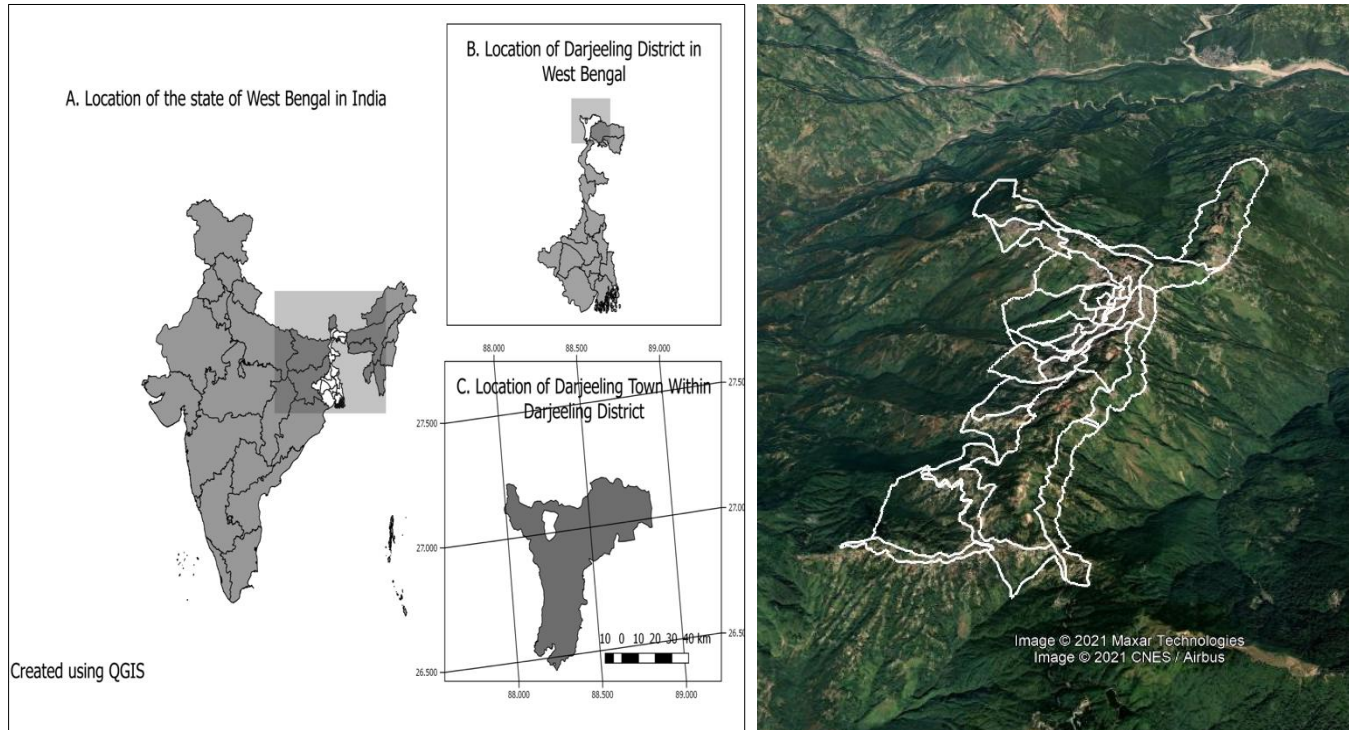 A. Location of the state of West Bengal in India
B. Location of Darjeeling District in
West Bengal
88.000
88.500
89.000
C. Location of Darjeeling Town Within
Darjeeling District
27.500
27.500
27.000
27.000
26.500
26.500
10 0 10 20 30 40 km
88.000
88.500
89.000
Created using QGIS
Image © 2021 Maxar Technologies
Image © 2021 CNES / Airbus